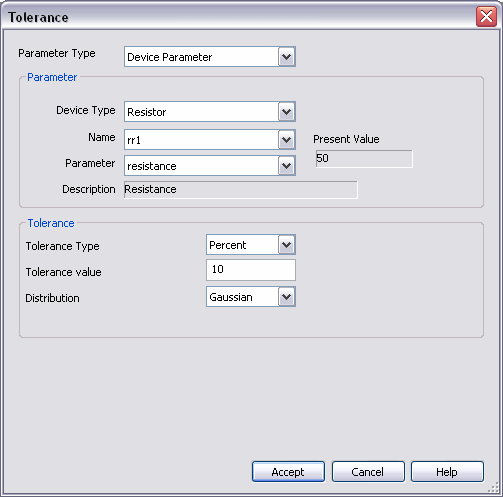 Tolerance
Parameter Type Device Parameter
Parameter
Device Type Resistor
Name rr1 Present Value
Parameter resistance 50
Description Resistance
Tolerance
Tolerance Type Percent
Tolerance value 10
Distribution Gaussian
Accept Cancel Help